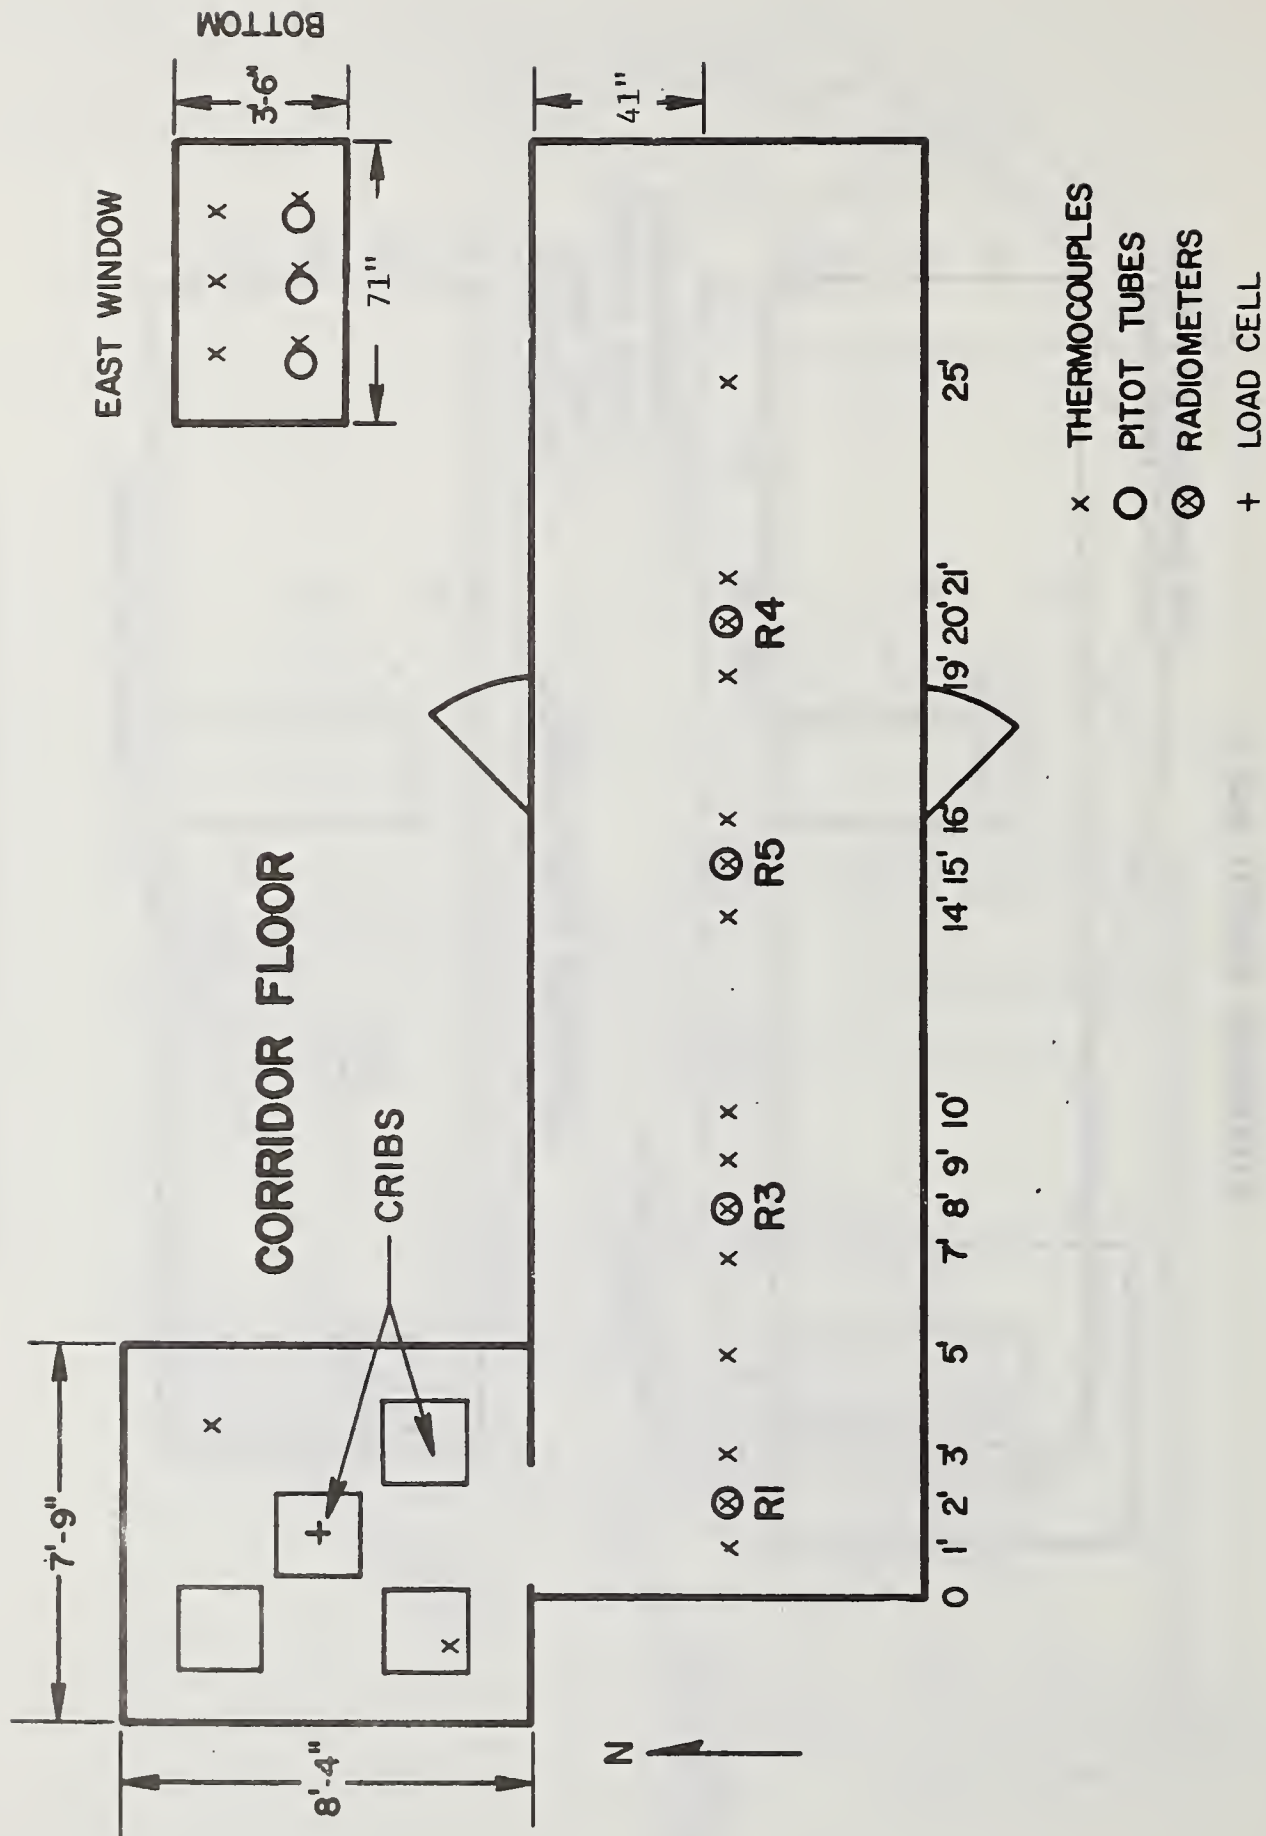 EAST WINDOW
BOTTOM
3'-6"
71"
41"
CORRIDOR FLOOR
CRIBS
7'-9"
8'-4"
N
R1
R3
R5
R4
0 1' 2' 3' 5' 7' 8' 9' 10' 14' 15' 16' 19' 20' 21' 25'
x THERMOCOUPLES
O PITOT TUBES
⊗ RADIOMETERS
+ LOAD CELL